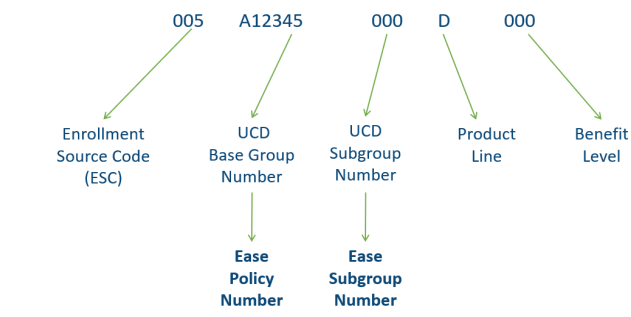 005 A12345 000 D 000
Enrollment
Source Code
(ESC)
UCD
Base Group
Number
UCD
Subgroup
Number
Product
Line
Benefit
Level
Ease
Policy
Number
Ease
Subgroup
Number